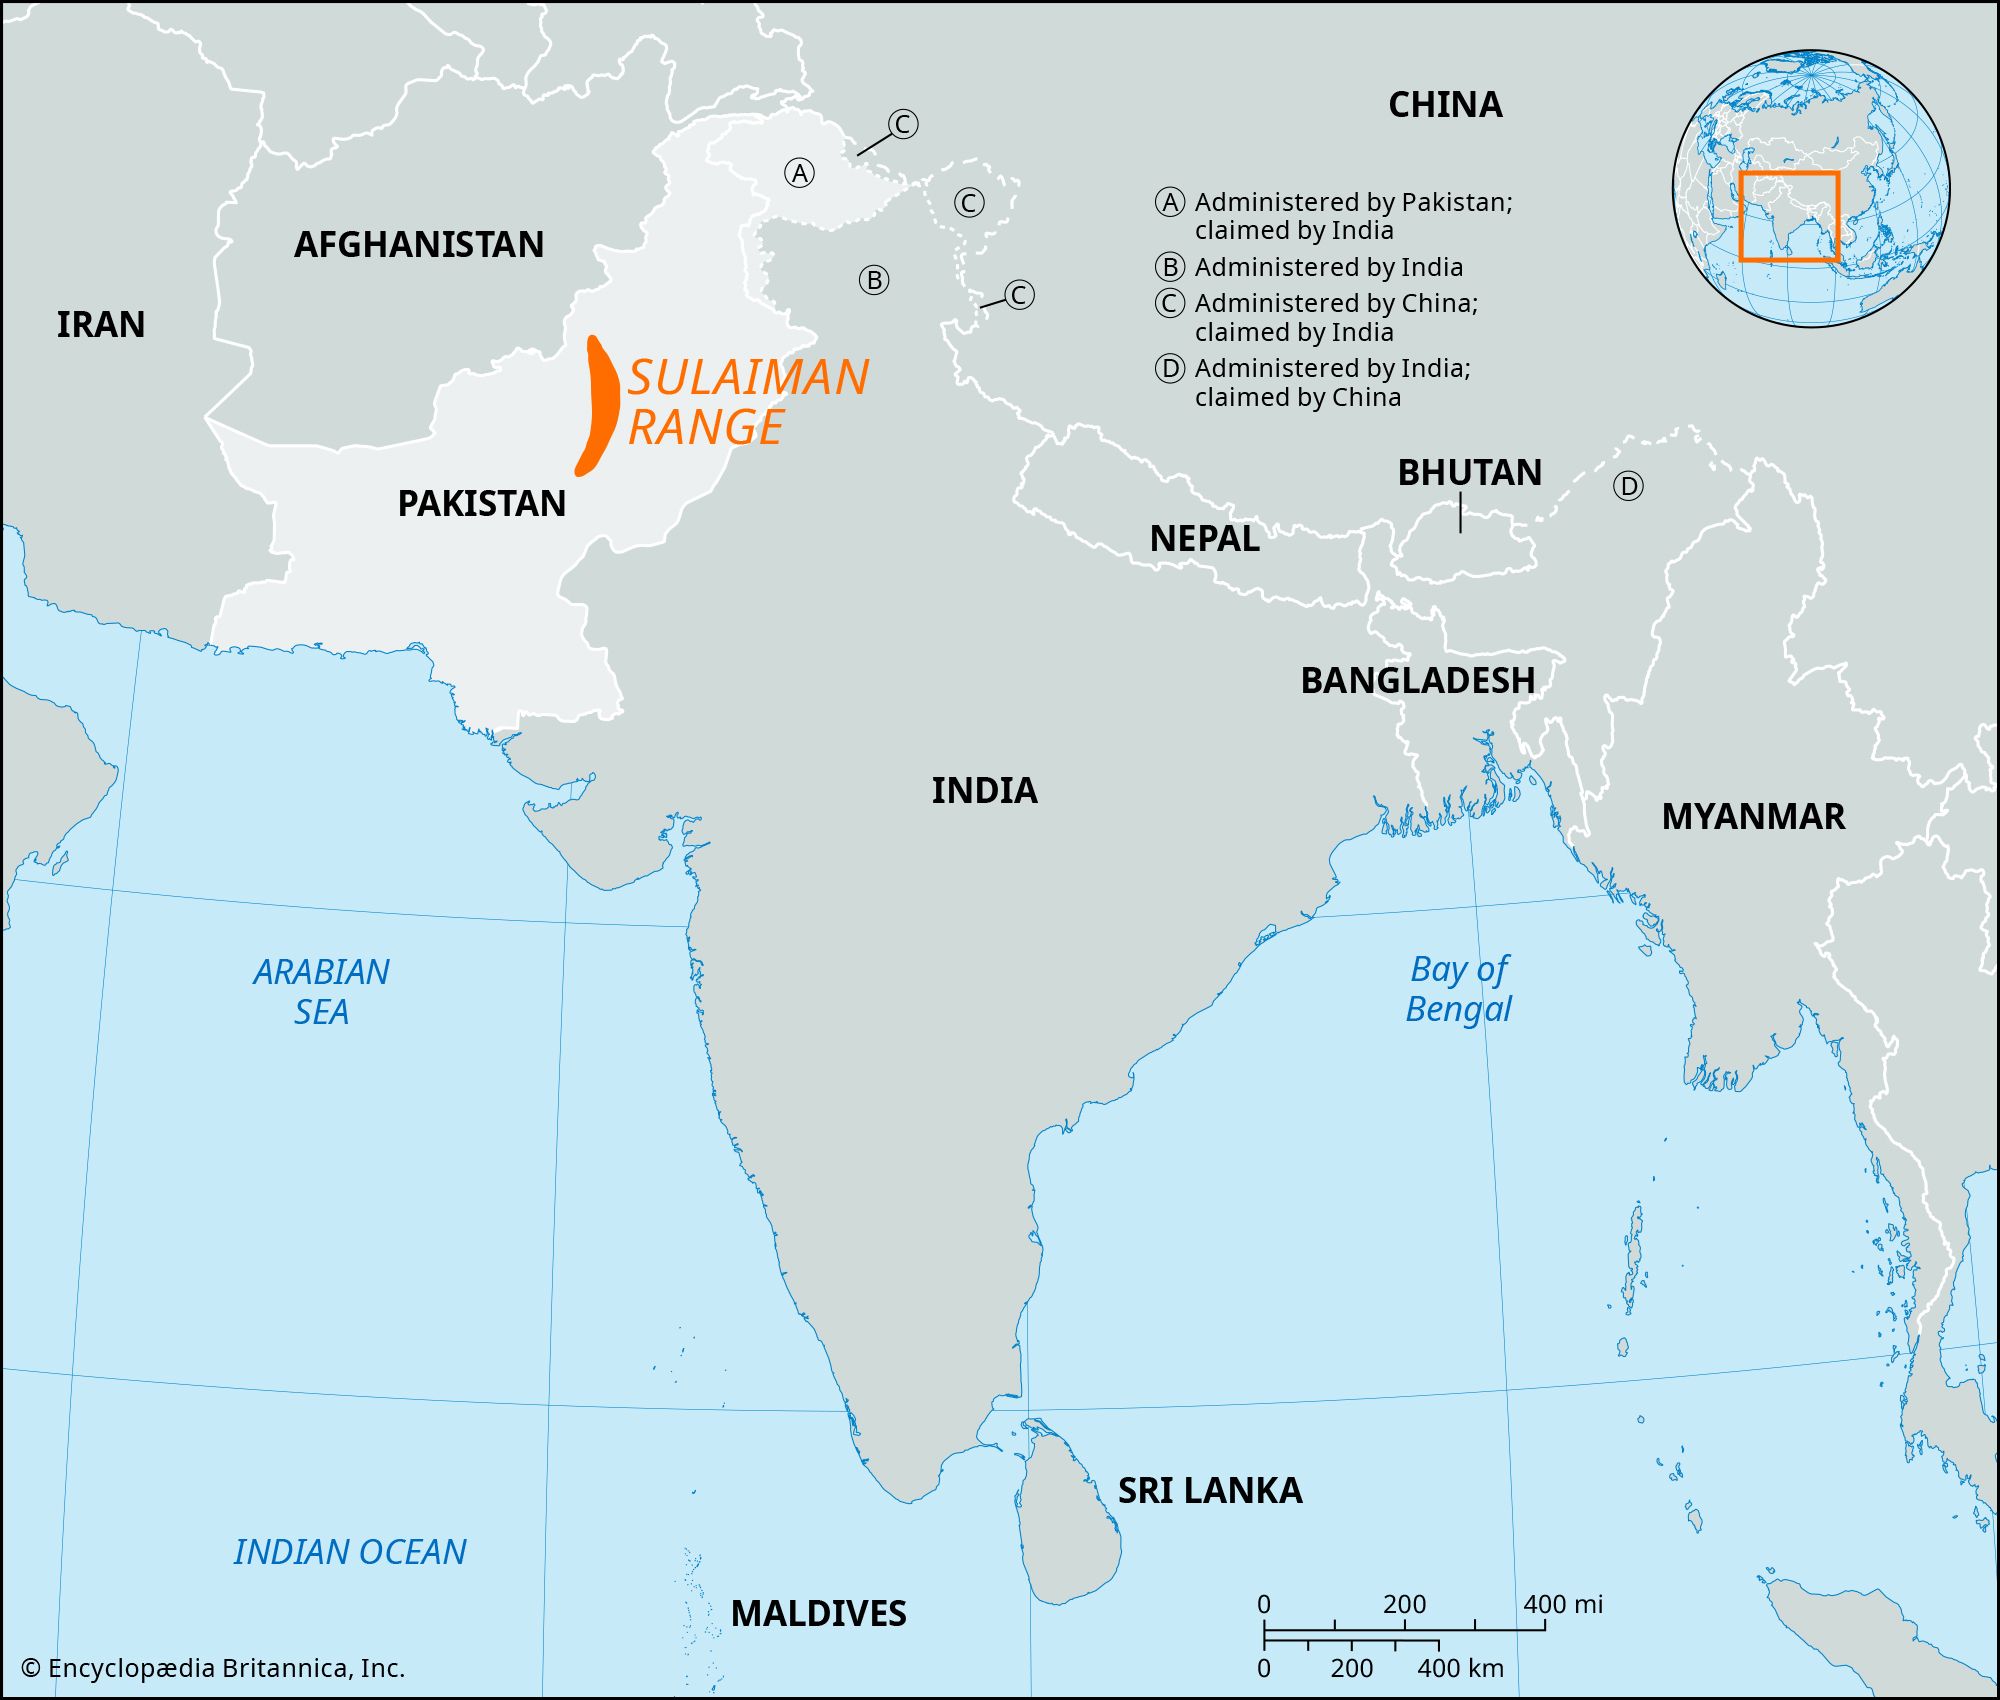 CHINA
Ⓒ
Ⓐ
Ⓒ
Ⓐ Administered by Pakistan;
claimed by India
Ⓑ Administered by India
Ⓒ Administered by China;
claimed by India
Ⓓ Administered by India;
claimed by China
AFGHANISTAN
IRAN
Ⓑ
Ⓒ
SULAIMAN
RANGE
PAKISTAN
BHUTAN
Ⓓ
NEPAL
BANGLADESH
INDIA
MYANMAR
ARABIAN
SEA
Bay of
Bengal
SRI LANKA
INDIAN OCEAN
MALDIVES
0 200 400 mi
0 200 400 km
© Encyclopædia Britannica, Inc.